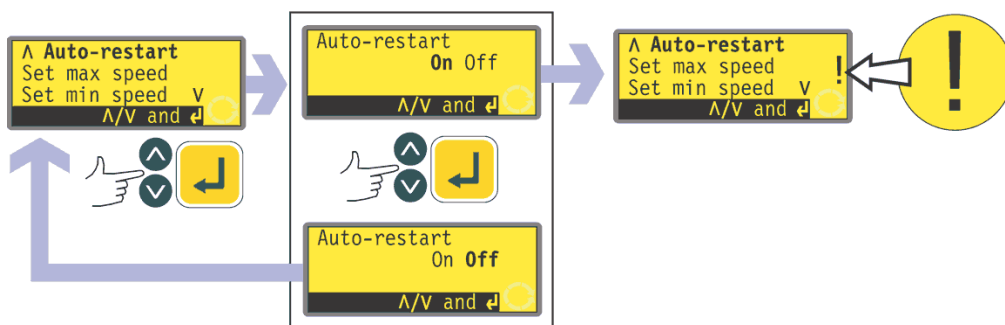 Λ Auto-restart
Set max speed
Set min speed V
Λ/V and ↲
Auto-restart
On Off
Λ/V and ↲
Auto-restart
On Off
Λ/V and ↲
Λ Auto-restart
Set max speed !
Set min speed V
Λ/V and ↲
!